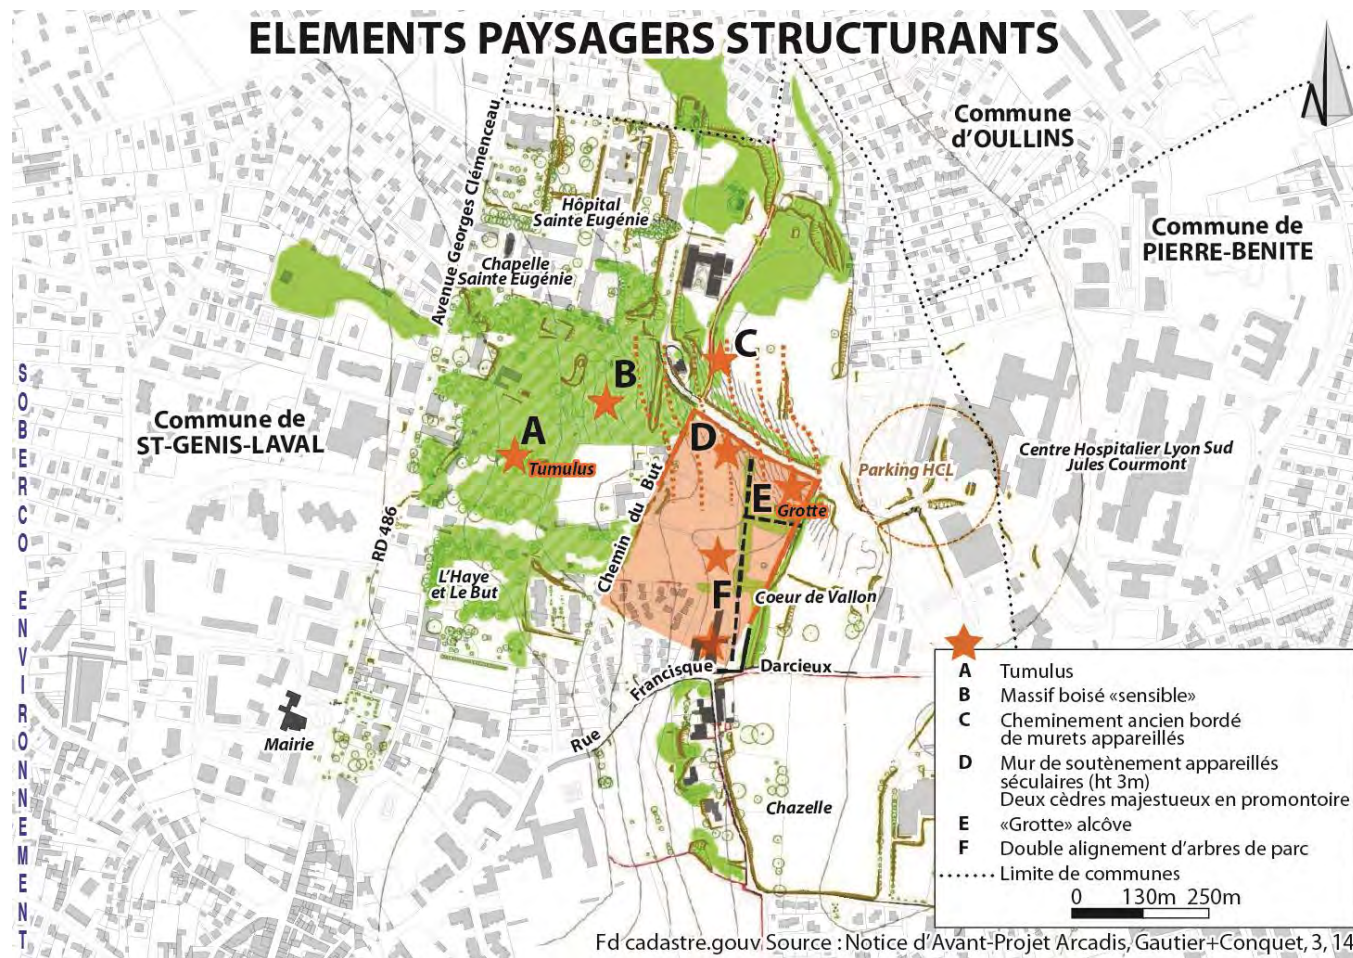 ELEMENTS PAYSAGERS STRUCTURANTS
Commune
d'OULLINS
N
Avenue Georges Clémenceau
Hôpital
Sainte Eugénie
Commune de
PIERRE-BENITE
Chapelle
Sainte Eugénie
C
B
SOBERCO ENVIRONNEMENT
Commune de
ST-GENIS-LAVAL
A
Tumulus
D
Chemin du But
E
Grotte
Parking HCL
Centre Hospitalier Lyon Sud
Jules Courmont
RD 486
L'Haye
et Le But
F
Coeur de Vallon
Rue Francisque Darcieux
Mairie
Chazelle
A Tumulus
B Massif boisé «sensible»
C Cheminement ancien bordé
de murets appareillés
D Mur de soutènement appareillés
séculaires (ht 3m)
Deux cèdres majestueux en promontoire
E «Grotte» alcôve
F Double alignement d'arbres de parc
Limite de communes
0 130m 250m
Fd cadastre.gouv Source : Notice d'Avant-Projet Arcadis, Gautier+Conquet, 3, 14